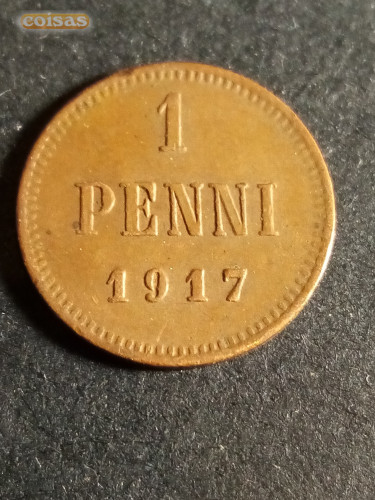 coisas
1
PENNI
1917